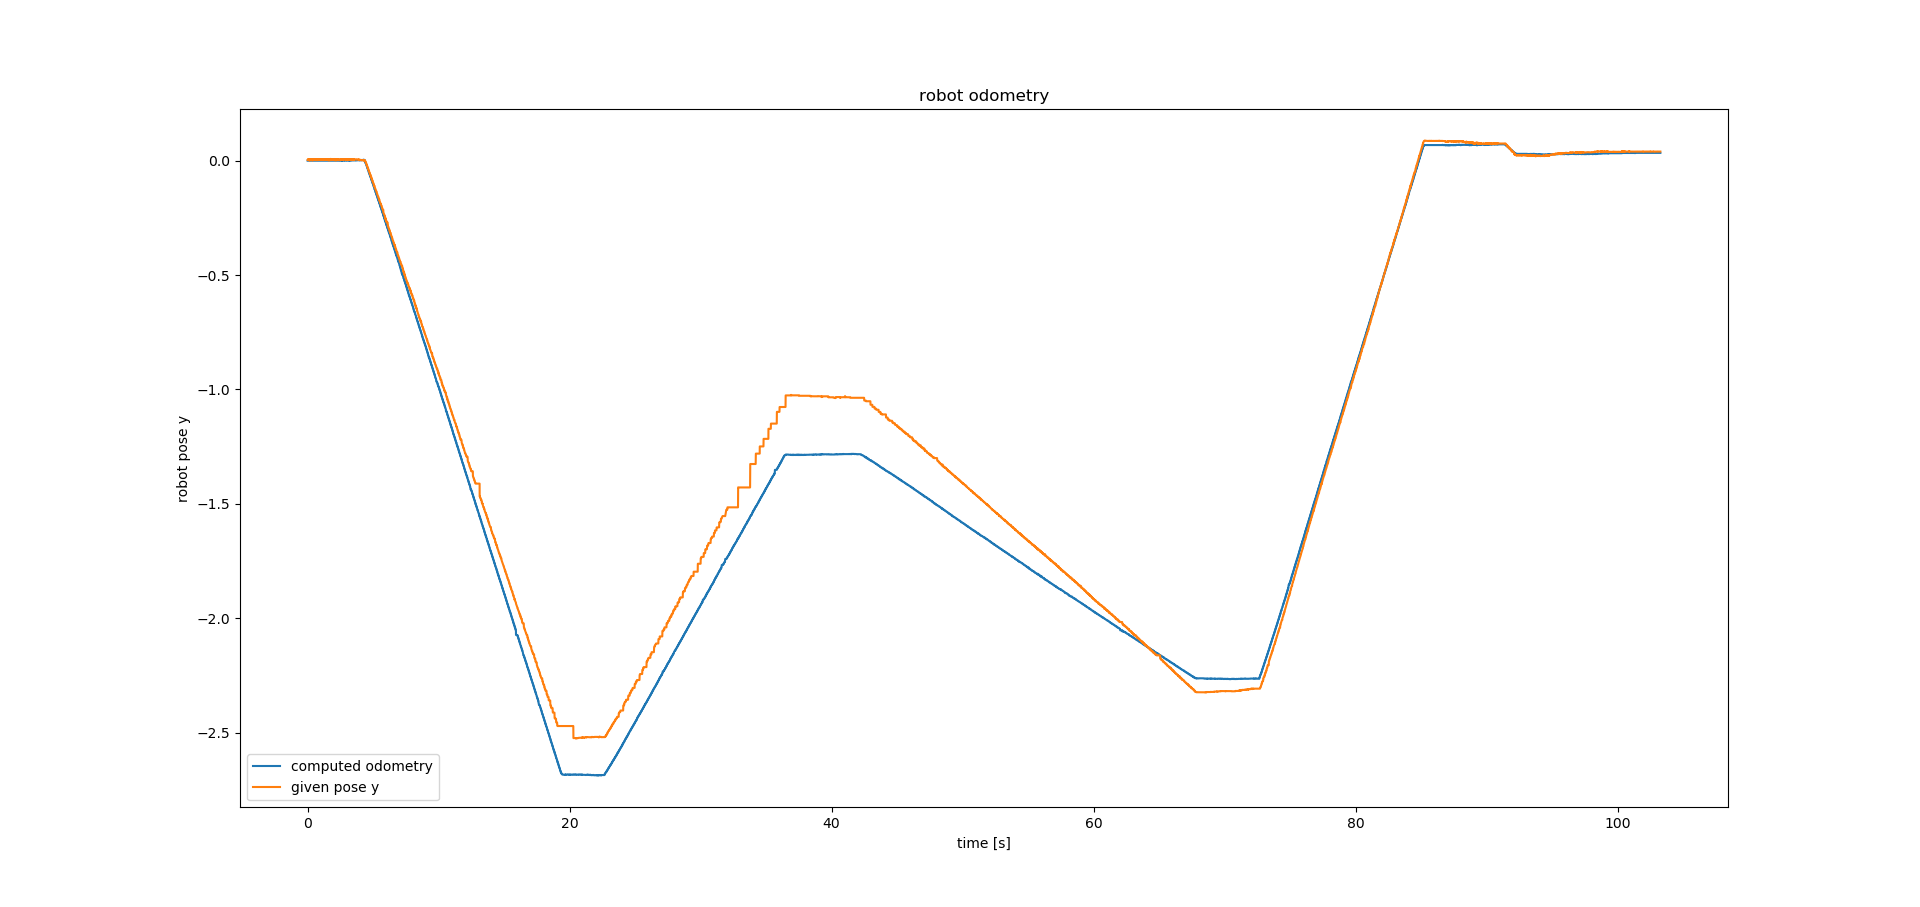 robot odometry
robot pose y
0.0
−0.5
−1.0
−1.5
−2.0
−2.5
computed odometry
given pose y
0 20 40 60 80 100
time [s]